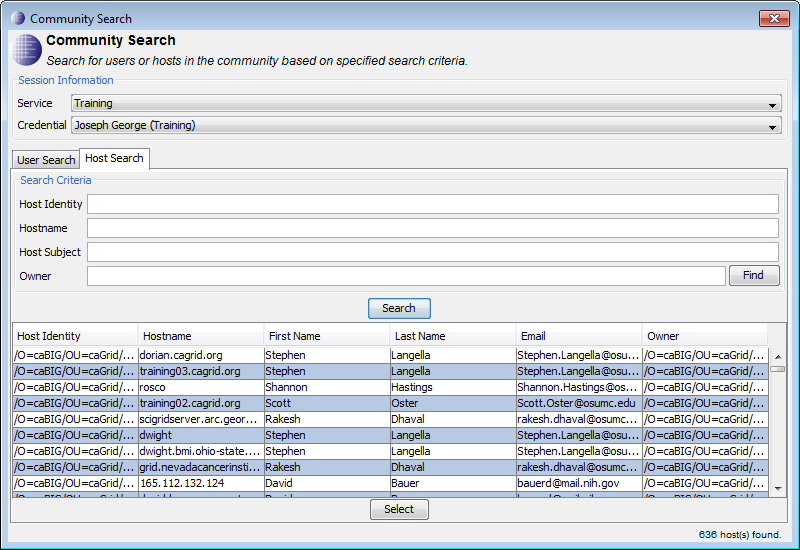 Community Search
Community Search
Search for users or hosts in the community based on specified search criteria.
Session Information
Service Training
Credential Joseph George (Training)
User Search Host Search
Search Criteria
Host Identity
Hostname
Host Subject
Owner Find
Search
Host Identity Hostname First Name Last Name Email Owner
/O=caBIG/OU=caGrid/... dorian.cagrid.org Stephen Langella Stephen.Langella@osu... /O=caBIG/OU=caGrid/...
/O=caBIG/OU=caGrid/... training03.cagrid.org Stephen Langella Stephen.Langella@osu... /O=caBIG/OU=caGrid/...
/O=caBIG/OU=caGrid/... rosco Shannon Hastings Shannon.Hastings@os... /O=caBIG/OU=caGrid/...
/O=caBIG/OU=caGrid/... training02.cagrid.org Scott Oster Scott.Oster@osumc.edu /O=caBIG/OU=caGrid/...
/O=caBIG/OU=caGrid/... scigridserver.arc.geor... Rakesh Dhaval rakesh.dhaval@osumc... /O=caBIG/OU=caGrid/...
/O=caBIG/OU=caGrid/... dwight Stephen Langella Stephen.Langella@osu... /O=caBIG/OU=caGrid/...
/O=caBIG/OU=caGrid/... dwight.bmi.ohio-state.... Stephen Langella Stephen.Langella@osu... /O=caBIG/OU=caGrid/...
/O=caBIG/OU=caGrid/... grid.nevadacancerinsti... Rakesh Dhaval rakesh.dhaval@osumc... /O=caBIG/OU=caGrid/...
/O=caBIG/OU=caGrid/... 165.112.132.124 David Bauer bauerd@mail.nih.gov /O=caBIG/OU=caGrid/...
Select
636 host(s) found.